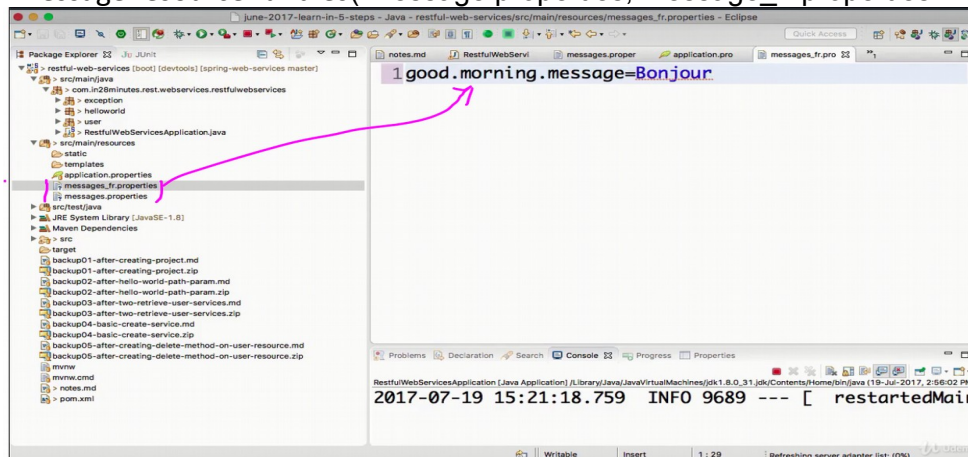 june-2017-learn-in-5-steps - Java - restful-web-services/src/main/resources/messages_fr.properties - Eclipse
Quick Access
Package Explorer
JUnit
restful-web-services [boot] [devtools] [spring-web-services master]
src/main/java
com.in28minutes.rest.webservices.restfulwebservices
exception
helloworld
user
RestfulWebServicesApplication.java
src/main/resources
static
templates
application.properties
messages_fr.properties
messages.properties
src/test/java
JRE System Library [JavaSE-1.8]
Maven Dependencies
src
target
backup01-after-creating-project.md
backup01-after-creating-project.zip
backup02-after-hello-world-path-param.md
backup02-after-hello-world-path-param.zip
backup03-after-two-retrieve-user-services.md
backup03-after-two-retrieve-user-services.zip
backup04-basic-create-service.md
backup04-basic-create-service.zip
backup05-after-creating-delete-method-on-user-resource.md
backup05-after-creating-delete-method-on-user-resource.zip
mvnw
mvnw.cmd
notes.md
pom.xml
notes.md RestfulWebServi messages.proper application.pro messages_fr.pro
1 good.morning.message=Bonjour
Problems Declaration Search Console Progress Properties
RestfulWebServicesApplication [Java Application] /Library/Java/JavaVirtualMachines/jdk1.8.0_31.jdk/Contents/Home/bin/java (19-Jul-2017, 2:56:02 PM
2017-07-19 15:21:18.759 INFO 9689 --- [ restartedMain
Writable Insert 1 : 29 Refreshing server adapter list: (0%)